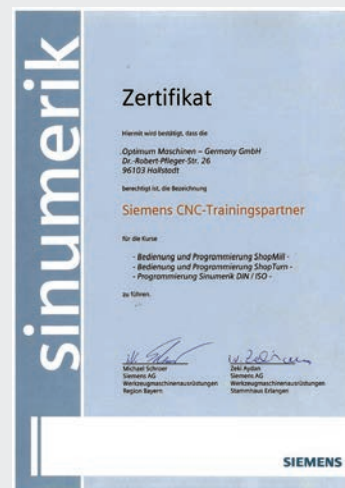 sinumerik
Zertifikat
Hiermit wird bestätigt, dass die
Optimum Maschinen – Germany GmbH
Dr.-Robert-Pfleger-Str. 26
96103 Hallstadt
berechtigt ist, die Bezeichnung
Siemens CNC-Trainingspartner
für die Kurse
- Bedienung und Programmierung ShopMill -
- Bedienung und Programmierung ShopTurn -
- Programmierung Sinumerik DIN / ISO -
zu führen.
Michael Schroer
Siemens AG
Werkzeugmaschinenausrüstungen
Region Bayern
Zeki Aydan
Siemens AG
Werkzeugmaschinenausrüstungen
Stammhaus Erlangen
SIEMENS